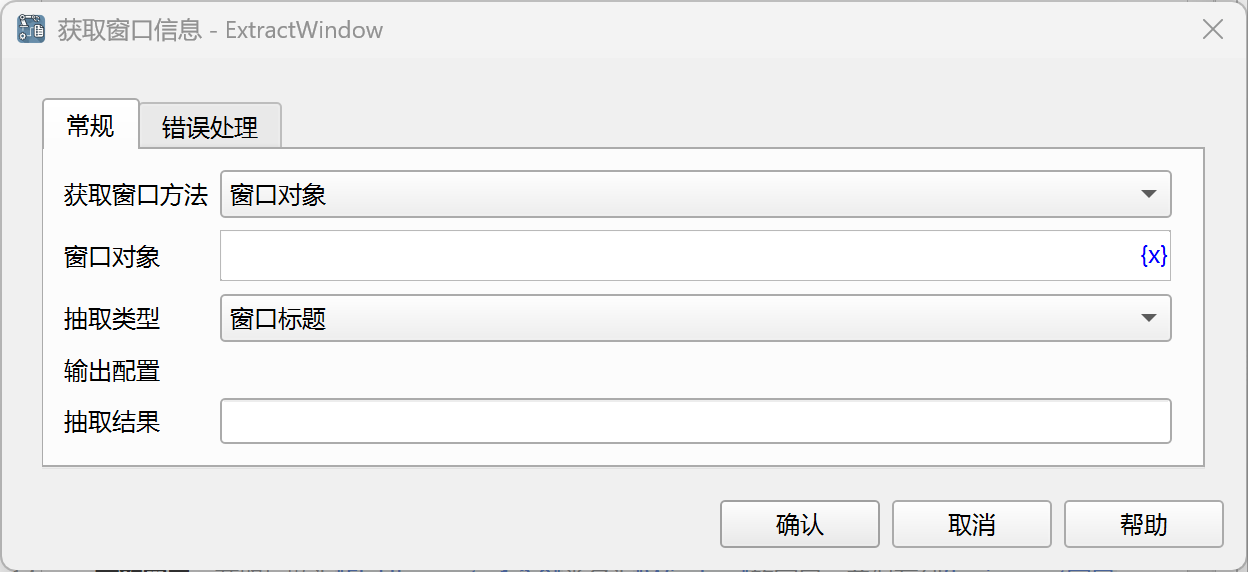 获取窗口信息 - ExtractWindow
常规 错误处理
获取窗口方法 窗口对象
窗口对象 {x}
抽取类型 窗口标题
输出配置
抽取结果
确认 取消 帮助